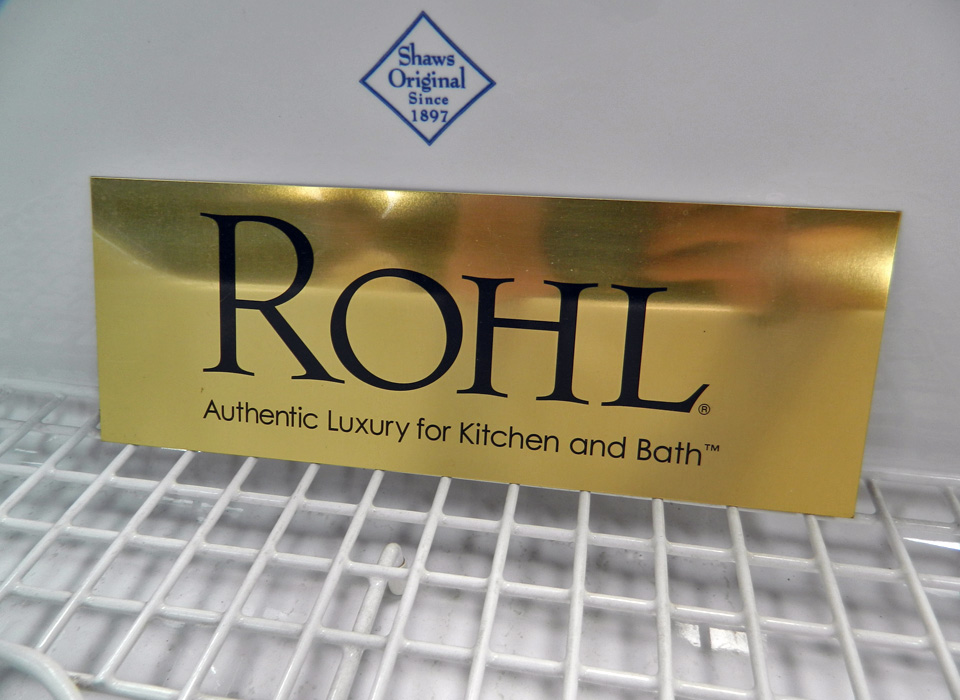 Shaws
Original
Since
1897
ROHL®
Authentic Luxury for Kitchen and Bath™